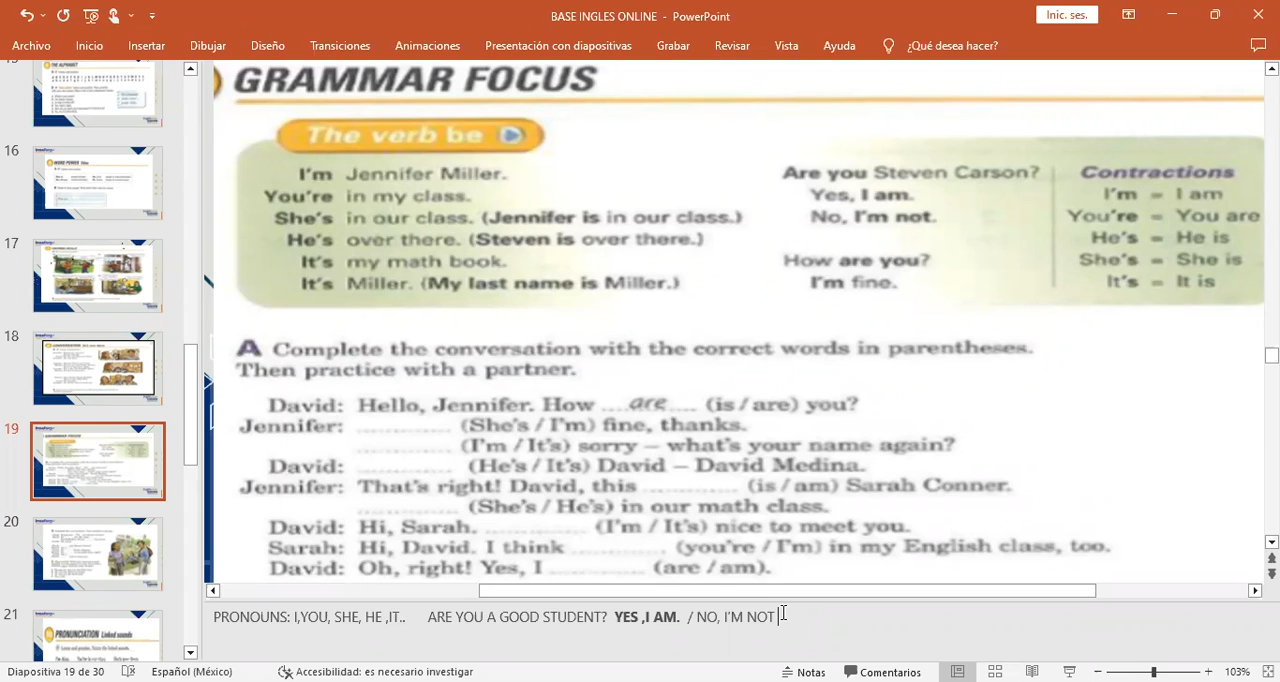 BASE INGLES ONLINE - PowerPoint
Inic. ses.
Archivo Inicio Insertar Dibujar Diseño Transiciones Animaciones Presentación con diapositivas Grabar Revisar Vista Ayuda ¿Qué desea hacer?
16
17
18
19
20
21
GRAMMAR FOCUS
The verb be
I'm Jennifer Miller.
You're in my class.
She's in our class. (Jennifer is in our class.)
He's over there. (Steven is over there.)
It's my math book.
It's Miller. (My last name is Miller.)
Are you Steven Carson?
Yes, I am.
No, I'm not.
How are you?
I'm fine.
Contractions
I'm = I am
You're = You are
He's = He is
She's = She is
It's = It is
A Complete the conversation with the correct words in parentheses.
Then practice with a partner.
David: Hello, Jennifer. How ....are.... (is / are) you?
Jennifer: .............. (She's / I'm) fine, thanks.
.............. (I'm / It's) sorry – what's your name again?
David: .............. (He's / It's) David – David Medina.
Jennifer: That's right! David, this .............. (is / am) Sarah Conner.
.............. (She's / He's) in our math class.
David: Hi, Sarah. .............. (I'm / It's) nice to meet you.
Sarah: Hi, David. I think .............. (you're / I'm) in my English class, too.
David: Oh, right! Yes, I .............. (are / am).
PRONOUNS: I,YOU, SHE, HE ,IT.. ARE YOU A GOOD STUDENT? YES ,I AM. / NO, I'M NOT
Diapositiva 19 de 30 Español (México) Accesibilidad: es necesario investigar Notas Comentarios 103%